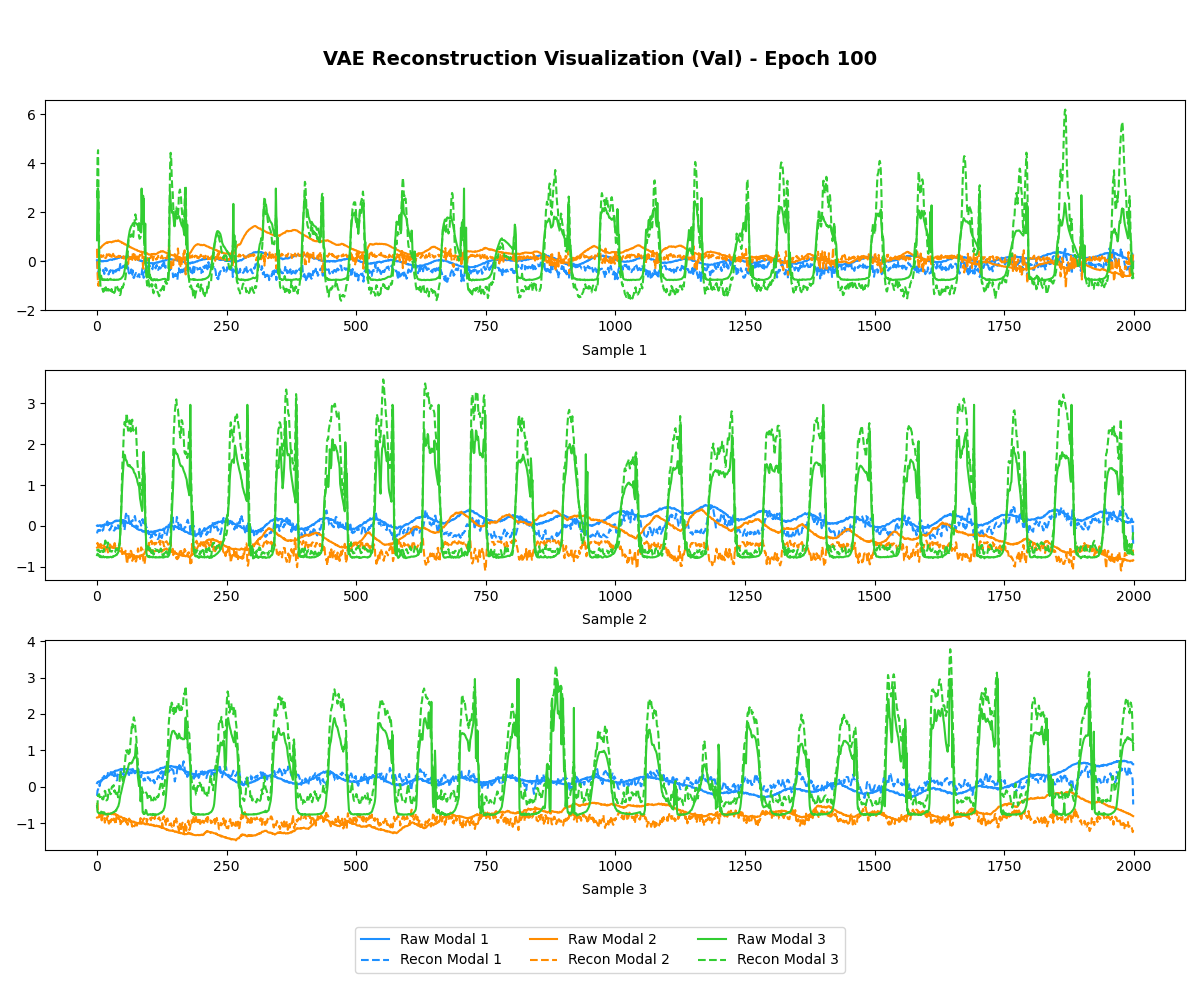 VAE Reconstruction Visualization (Val) - Epoch 100
6
4
2
0
−2
0 250 500 750 1000 1250 1500 1750 2000
Sample 1
3
2
1
0
−1
0 250 500 750 1000 1250 1500 1750 2000
Sample 2
4
3
2
1
0
−1
0 250 500 750 1000 1250 1500 1750 2000
Sample 3
Raw Modal 1 Raw Modal 2 Raw Modal 3
Recon Modal 1 Recon Modal 2 Recon Modal 3